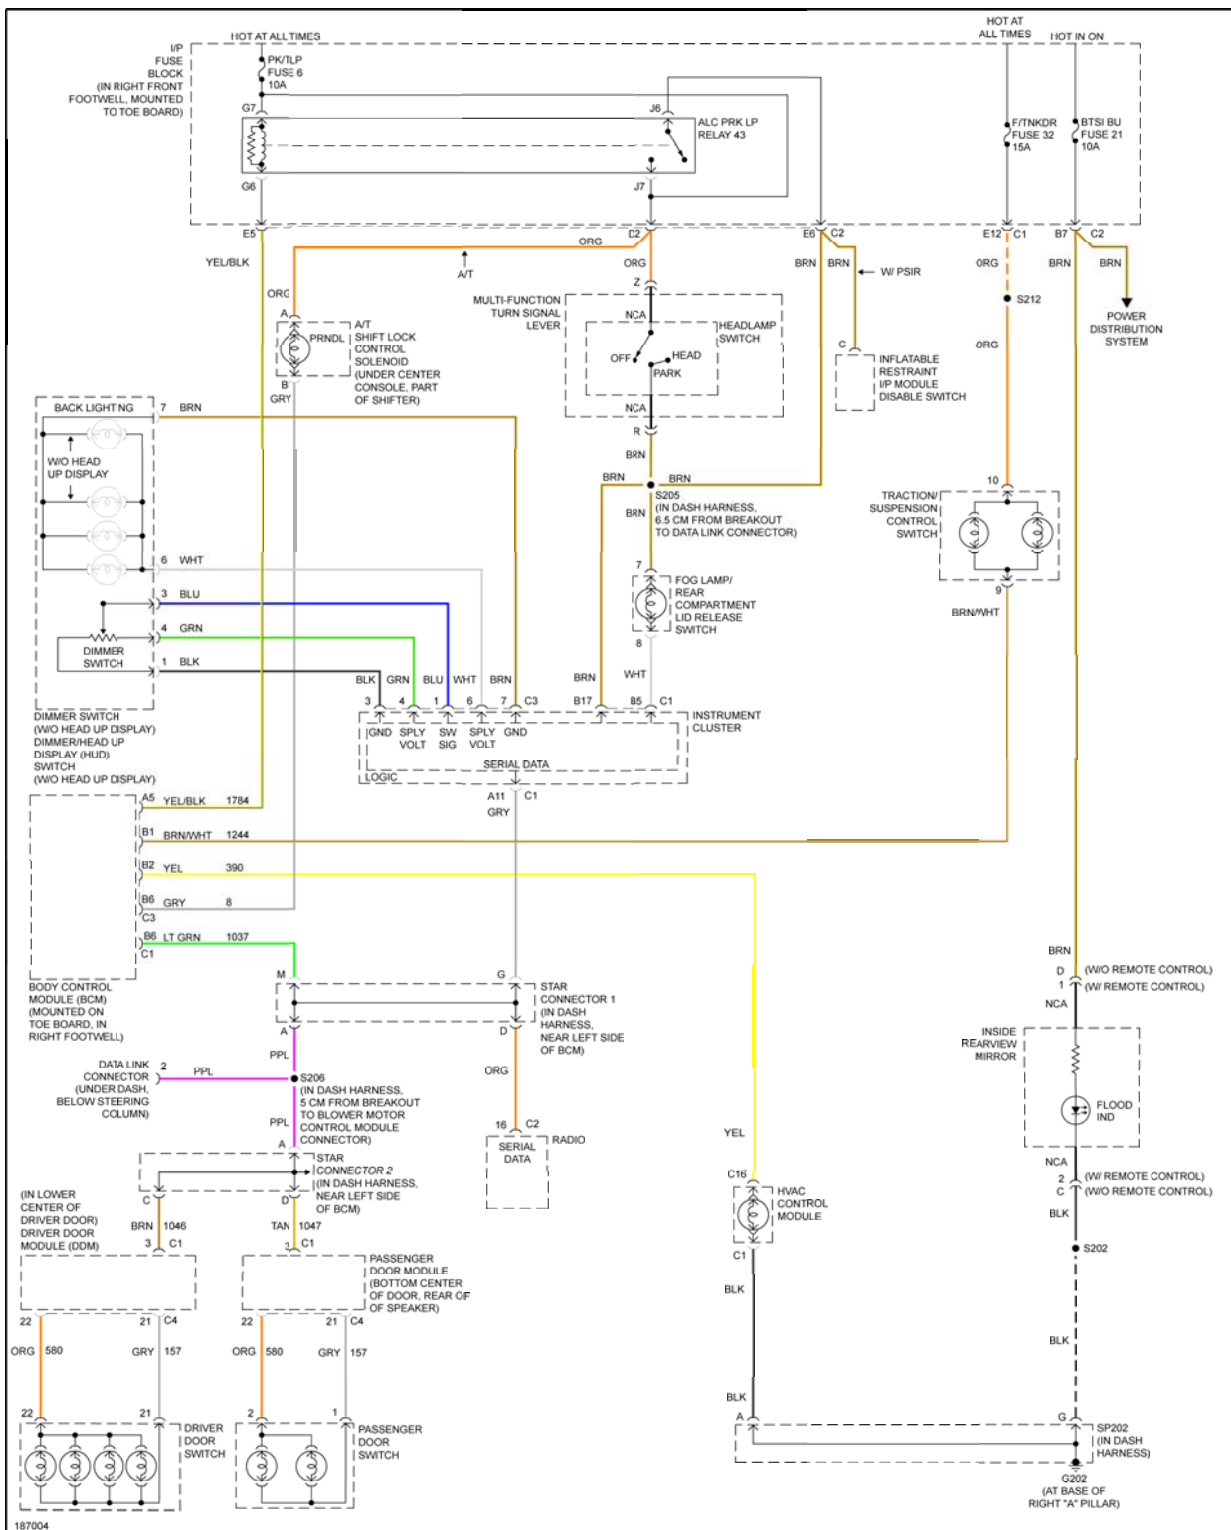 HOT AT ALL TIMES
HOT AT
ALL TIMES
HOT IN ON
I/P
FUSE
BLOCK
(IN RIGHT FRONT
FOOTWELL, MOUNTED
TO TOE BOARD)
PK/TLP
FUSE 6
10A
G7
J6
ALC PRK LP
RELAY 43
F/TNKDR
FUSE 32
15A
BTSI BU
FUSE 21
10A
G6
J7
E5
D2
E6
C2
E12
C1
B7
C2
YEL/BLK
ORG
A/T
ORG
BRN
BRN
W/ PSIR
ORG
BRN
BRN
S212
POWER
DISTRIBUTION
SYSTEM
ORG
A
PRNDL
A/T
SHIFT LOCK
CONTROL
SOLENOID
(UNDER CENTER
CONSOLE, PART
OF SHIFTER)
B
GRY
Z
MULTI-FUNCTION
TURN SIGNAL
LEVER
NCA
HEADLAMP
SWITCH
OFF
HEAD
PARK
NCA
R
BRN
C
INFLATABLE
RESTRAINT
I/P MODULE
DISABLE SWITCH
ORG
BACK LIGHTNG
7
BRN
W/O HEAD
UP DISPLAY
6
WHT
3
BLU
4
GRN
DIMMER
SWITCH
1
BLK
DIMMER SWITCH
(W/O HEAD UP DISPLAY)
DIMMER/HEAD UP
DISPLAY (HUD)
SWITCH
(W/O HEAD UP DISPLAY)
BRN
BRN
S205
(IN DASH HARNESS,
6.5 CM FROM BREAKOUT
TO DATA LINK CONNECTOR)
BRN
7
FOG LAMP/
REAR
COMPARTMENT
LID RELEASE
SWITCH
8
WHT
10
TRACTION/
SUSPENSION
CONTROL
SWITCH
9
BRN/WHT
BLK
GRN
BLU
WHT
BRN
BRN
3
4
1
6
7
C3
B17
B5
C1
INSTRUMENT
CLUSTER
GND
SPLY
VOLT
SW
SIG
SPLY
VOLT
GND
SERIAL DATA
LOGIC
A11
C1
GRY
A5
YEL/BLK
1784
B1
BRN/WHT
1244
B2
YEL
390
B6
GRY
8
C3
B6
LT GRN
1037
C1
BODY CONTROL
MODULE (BCM)
(MOUNTED ON
TOE BOARD, IN
RIGHT FOOTWELL)
M
G
STAR
CONNECTOR 1
(IN DASH
HARNESS,
NEAR LEFT SIDE
OF BCM)
A
D
PPL
ORG
DATA LINK
CONNECTOR
(UNDER DASH,
BELOW STEERING
COLUMN)
2
PPL
S206
(IN DASH HARNESS,
5 CM FROM BREAKOUT
TO BLOWER MOTOR
CONTROL MODULE
CONNECTOR)
PPL
A
16
C2
SERIAL
DATA
RADIO
STAR
CONNECTOR 2
(IN DASH HARNESS,
NEAR LEFT SIDE
OF BCM)
C
D
BRN
1046
TAN
1047
3
C1
3
C1
(IN LOWER
CENTER OF
DRIVER DOOR)
DRIVER DOOR
MODULE (DDM)
PASSENGER
DOOR MODULE
(BOTTOM CENTER
OF DOOR, REAR OF
OF SPEAKER)
22
21
C4
22
21
C4
ORG
580
GRY
157
ORG
580
GRY
157
22
21
2
1
DRIVER
DOOR
SWITCH
PASSENGER
DOOR
SWITCH
BRN
D
(W/O REMOTE CONTROL)
1
(W/ REMOTE CONTROL)
NCA
INSIDE
REARVIEW
MIRROR
FLOOD
IND
NCA
2
(W/ REMOTE CONTROL)
C
(W/O REMOTE CONTROL)
BLK
S202
BLK
YEL
C16
HVAC
CONTROL
MODULE
C1
BLK
BLK
A
G
SP202
(IN DASH
HARNESS)
G202
(AT BASE OF
RIGHT "A" PILLAR)
187004